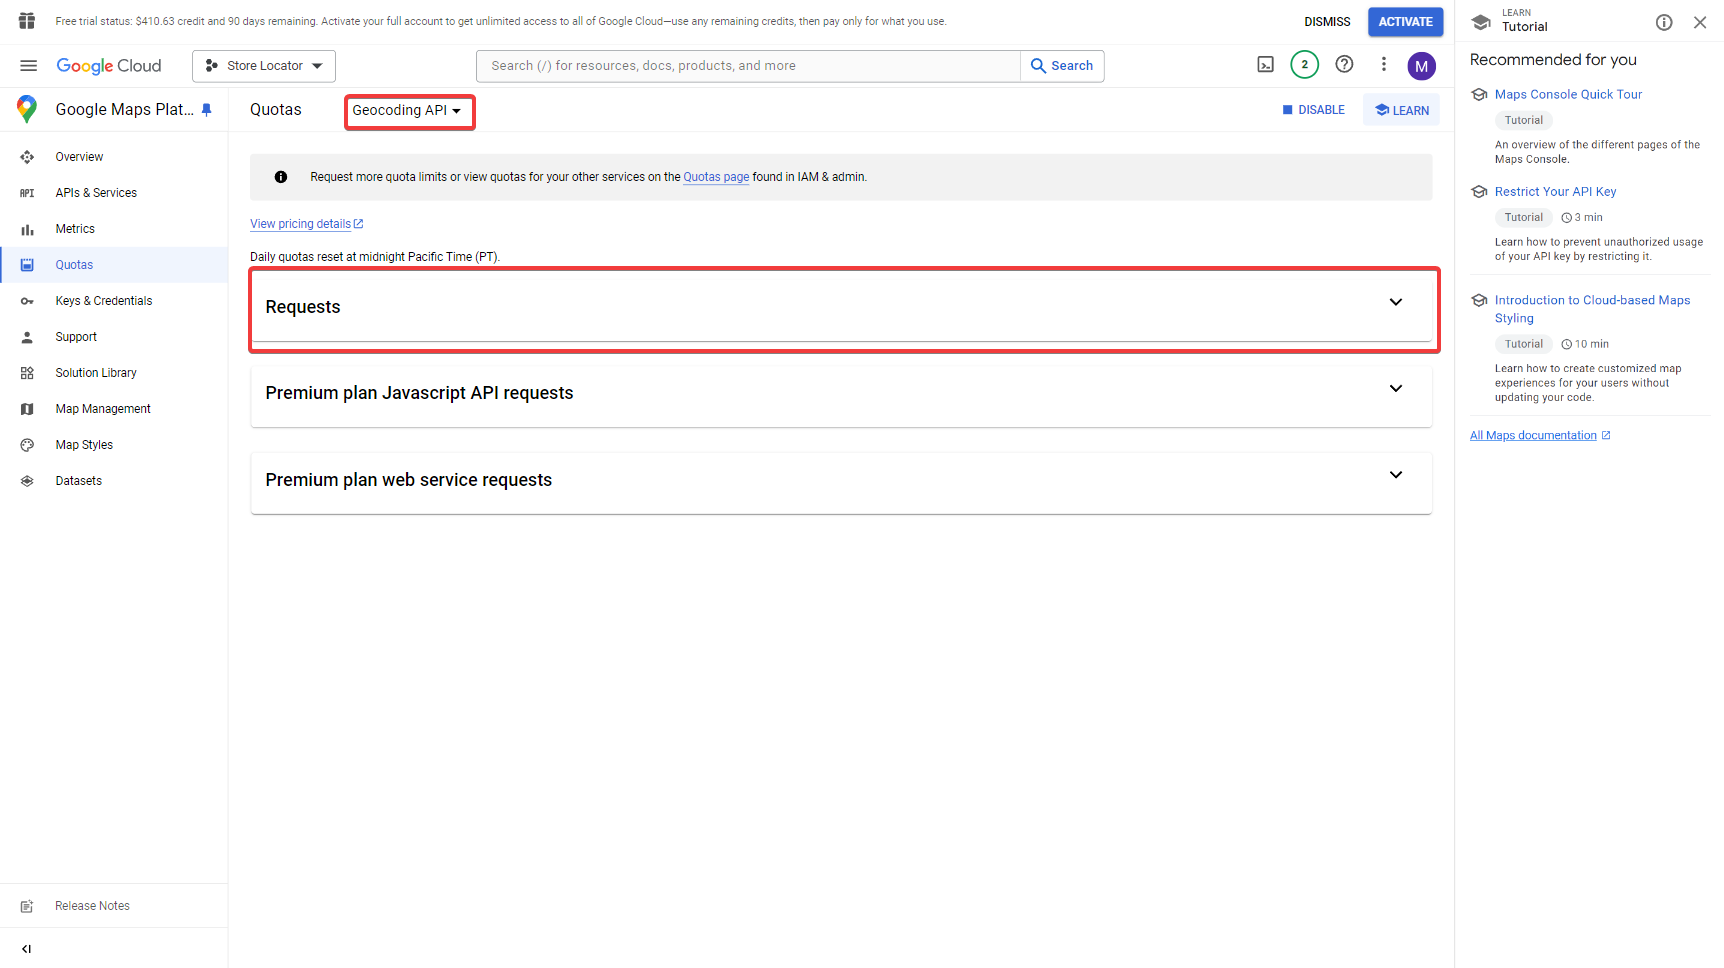 Free trial status: $410.63 credit and 90 days remaining. Activate your full account to get unlimited access to all of Google Cloud—use any remaining credits, then pay only for what you use.
DISMISS
ACTIVATE
Google Cloud
Store Locator
Search (/) for resources, docs, products, and more
Search
2
M
Google Maps Plat...
Overview
API
APIs & Services
Metrics
Quotas
Keys & Credentials
Support
Solution Library
Map Management
Map Styles
Datasets
Release Notes
Quotas
Geocoding API
DISABLE
LEARN
Request more quota limits or view quotas for your other services on the Quotas page found in IAM & admin.
View pricing details
Daily quotas reset at midnight Pacific Time (PT).
Requests
Premium plan Javascript API requests
Premium plan web service requests
LEARN
Tutorial
Recommended for you
Maps Console Quick Tour
Tutorial
An overview of the different pages of the
Maps Console.
Restrict Your API Key
Tutorial
3 min
Learn how to prevent unauthorized usage
of your API key by restricting it.
Introduction to Cloud-based Maps
Styling
Tutorial
10 min
Learn how to create customized map
experiences for your users without
updating your code.
All Maps documentation